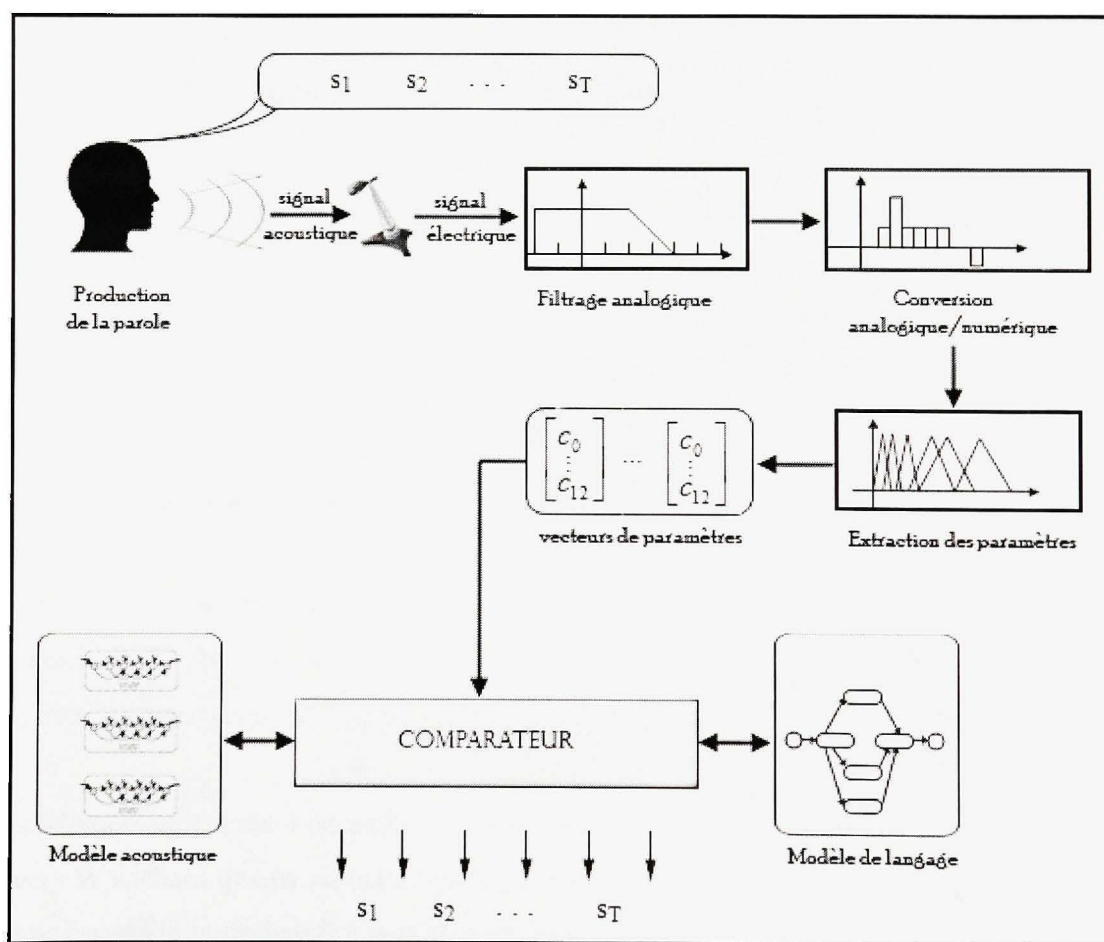 s1 s2 . . . sT
signal
acoustique
signal
électrique
Production
de la parole
Filtrage analogique
Conversion
analogique/numérique
c0 ⋮ c12 ... c0 ⋮ c12
vecteurs de paramètres
Extraction des paramètres
COMPARATEUR
Modèle acoustique
Modèle de langage
s1 s2 . . . sT